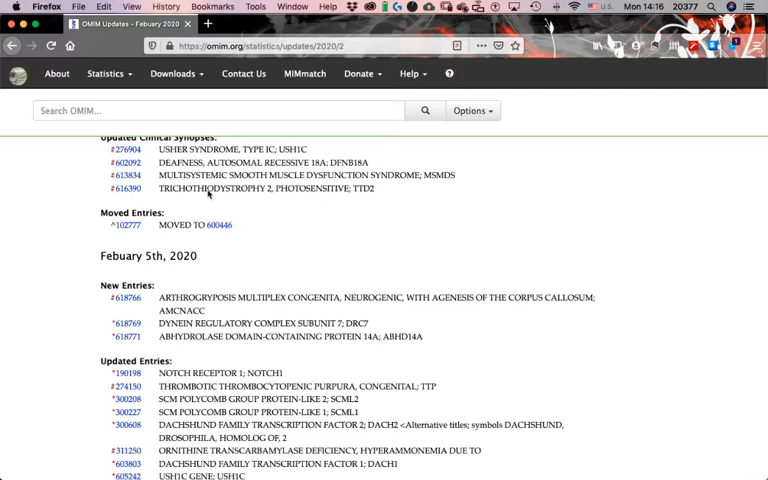 Firefox File Edit View History Bookmarks Tools Window Help U.S. Mon 14:16 20377
OMIM Updates - Febuary 2020
https://omim.org/statistics/updates/2020/2
About Statistics Downloads Contact Us MIMmatch Donate Help
Search OMIM... Options
Updated Clinical Synopses:
#276904 USHER SYNDROME, TYPE IC; USH1C
#602092 DEAFNESS, AUTOSOMAL RECESSIVE 18A; DFNB18A
#613834 MULTISYSTEMIC SMOOTH MUSCLE DYSFUNCTION SYNDROME; MSMDS
#616390 TRICHOTHIODYSTROPHY 2, PHOTOSENSITIVE; TTD2
Moved Entries:
^102777 MOVED TO 600446
Febuary 5th, 2020
New Entries:
#618766 ARTHROGRYPOSIS MULTIPLEX CONGENITA, NEUROGENIC, WITH AGENESIS OF THE CORPUS CALLOSUM;
AMCNACC
*618769 DYNEIN REGULATORY COMPLEX SUBUNIT 7; DRC7
*618771 ABHYDROLASE DOMAIN-CONTAINING PROTEIN 14A; ABHD14A
Updated Entries:
*190198 NOTCH RECEPTOR 1; NOTCH1
#274150 THROMBOTIC THROMBOCYTOPENIC PURPURA, CONGENITAL; TTP
*300208 SCM POLYCOMB GROUP PROTEIN-LIKE 2; SCML2
*300227 SCM POLYCOMB GROUP PROTEIN-LIKE 1; SCML1
*300608 DACHSHUND FAMILY TRANSCRIPTION FACTOR 2; DACH2 <Alternative titles; symbols DACHSHUND,
DROSOPHILA, HOMOLOG OF, 2
#311250 ORNITHINE TRANSCARBAMYLASE DEFICIENCY, HYPERAMMONEMIA DUE TO
*603803 DACHSHUND FAMILY TRANSCRIPTION FACTOR 1; DACH1
*605242 USH1C GENE; USH1C